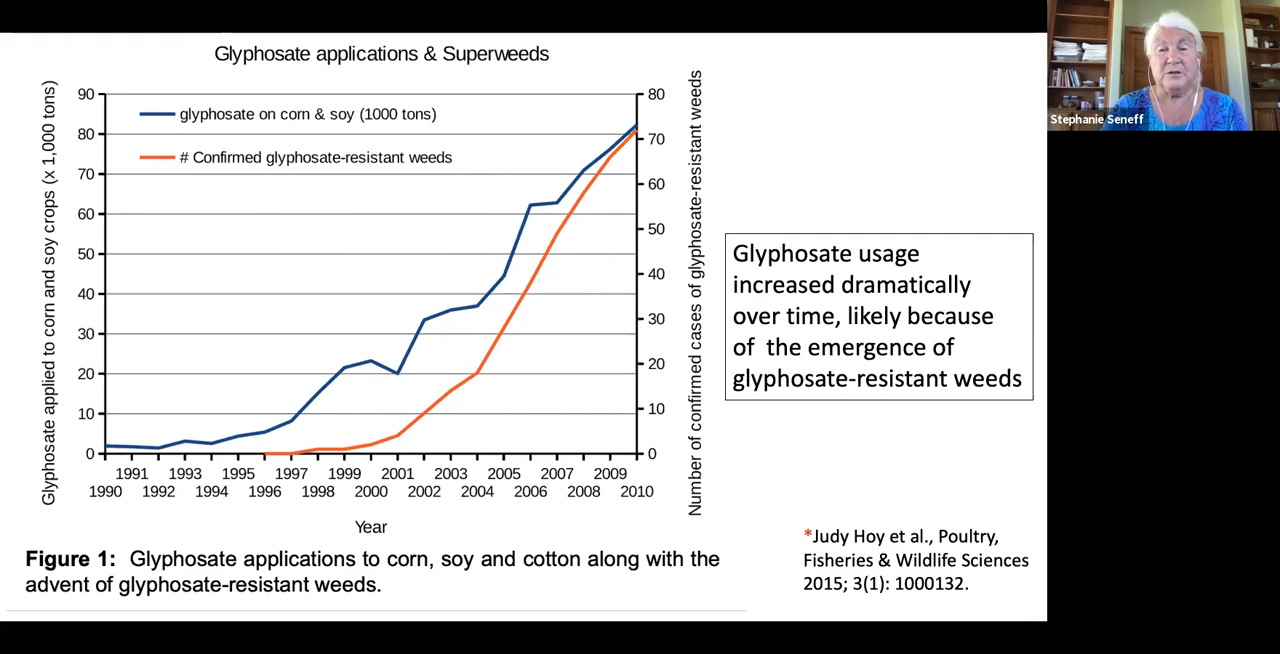 Glyphosate applications & Superweeds
Glyphosate applied to corn and soy crops (x 1,000 tons)
90
80
70
60
50
40
30
20
10
0
glyphosate on corn & soy (1000 tons)
# Confirmed glyphosate-resistant weeds
80
70
60
50
40
30
20
10
0
Number of confirmed cases of glyphosate-resistant weeds
1991 1993 1995 1997 1999 2001 2003 2005 2007 2009
1990 1992 1994 1996 1998 2000 2002 2004 2006 2008 2010
Year
Figure 1: Glyphosate applications to corn, soy and cotton along with the
advent of glyphosate-resistant weeds.
Glyphosate usage
increased dramatically
over time, likely because
of the emergence of
glyphosate-resistant weeds
*Judy Hoy et al., Poultry,
Fisheries & Wildlife Sciences
2015; 3(1): 1000132.
Stephanie Seneff